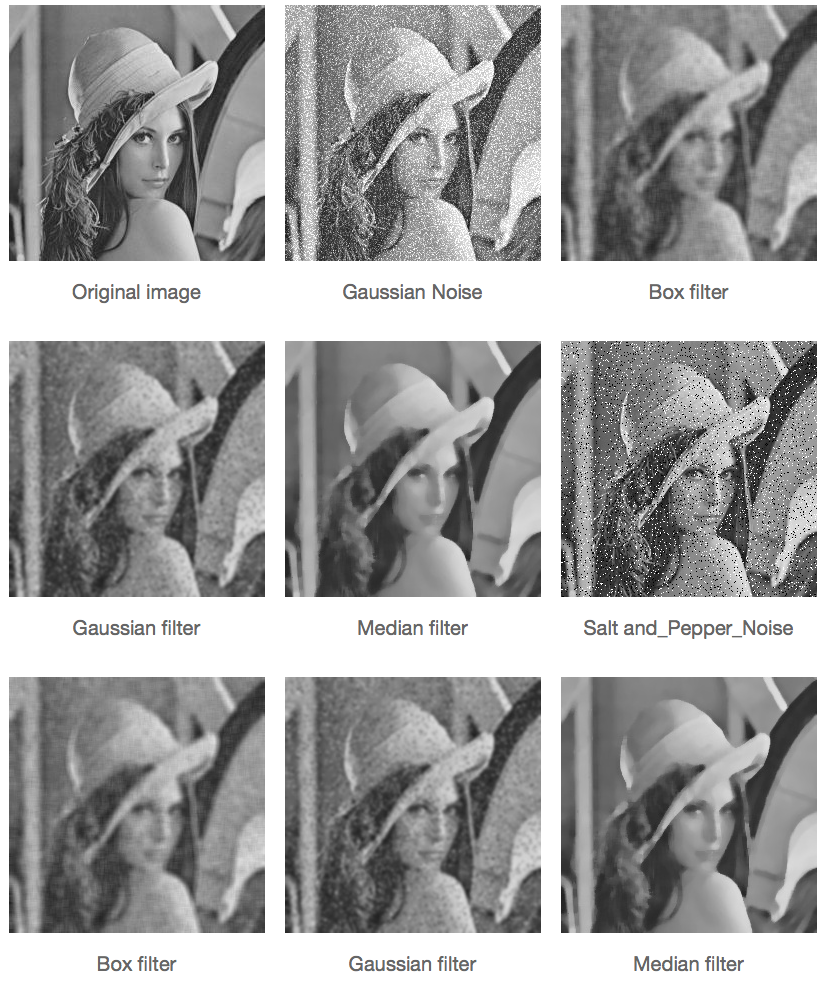 Original image
Gaussian Noise
Box filter
Gaussian filter
Median filter
Salt and_Pepper_Noise
Box filter
Gaussian filter
Median filter